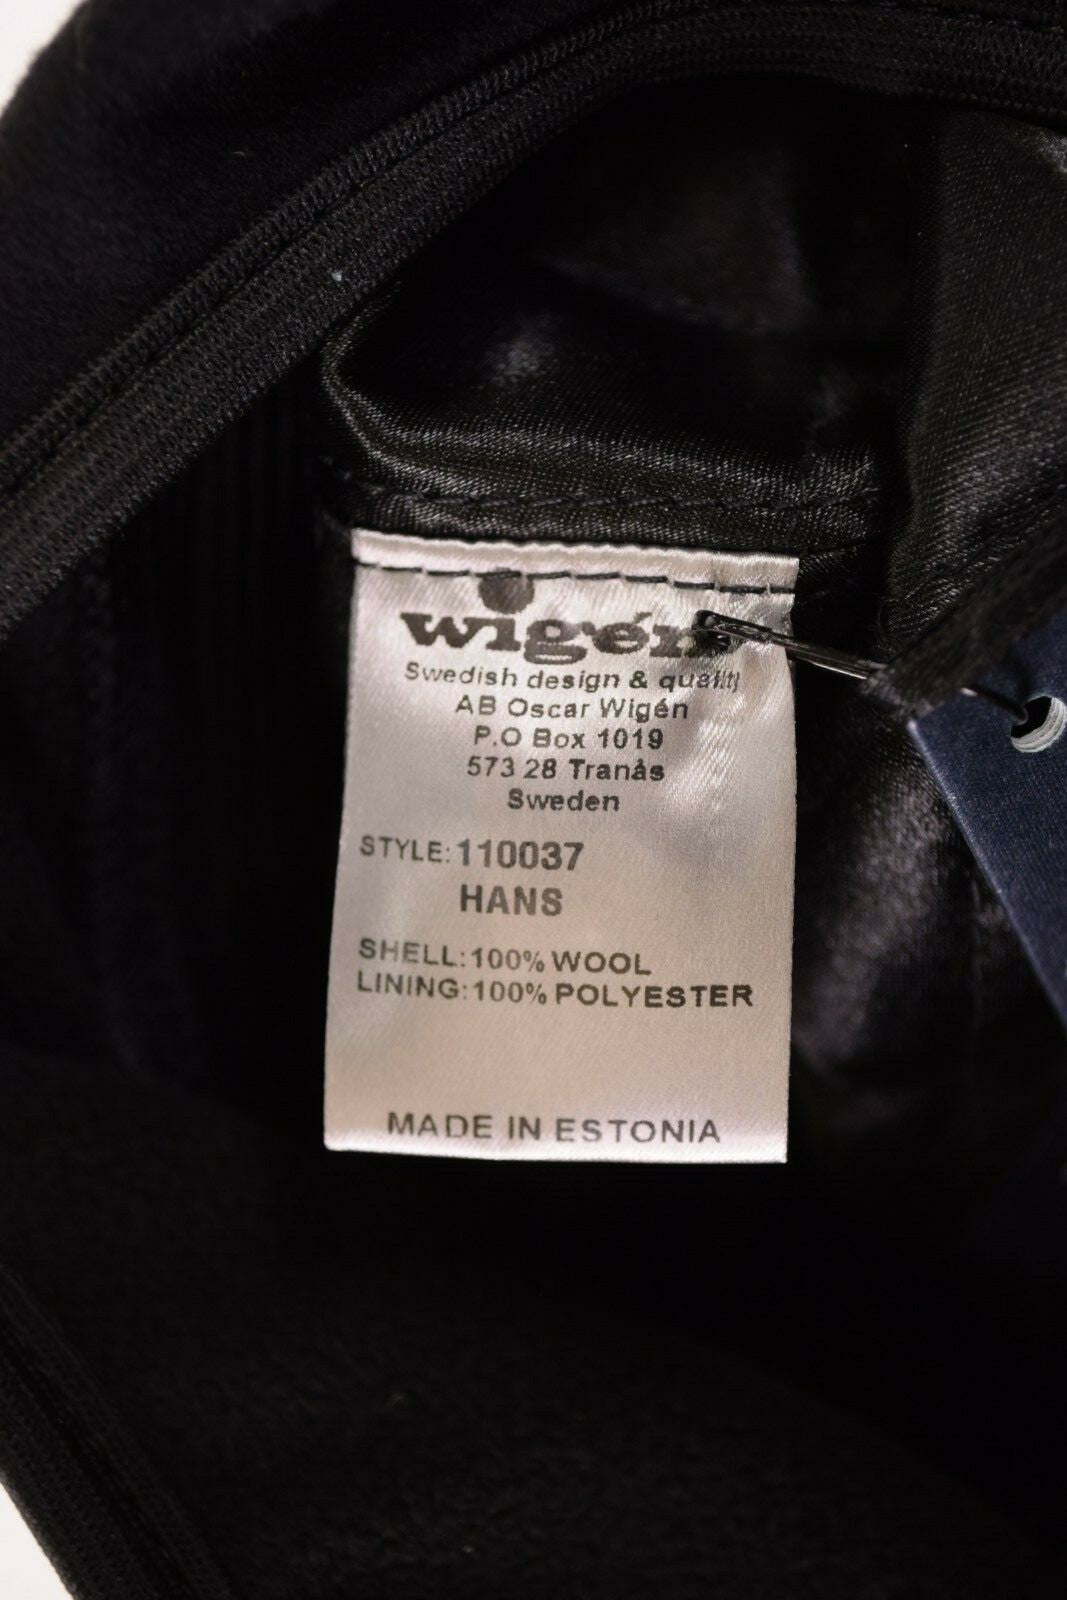 wigén
Swedish design & quality
AB Oscar Wigén
P.O Box 1019
573 28 Tranås
Sweden
STYLE: 110037
HANS
SHELL: 100% WOOL
LINING: 100% POLYESTER
MADE IN ESTONIA